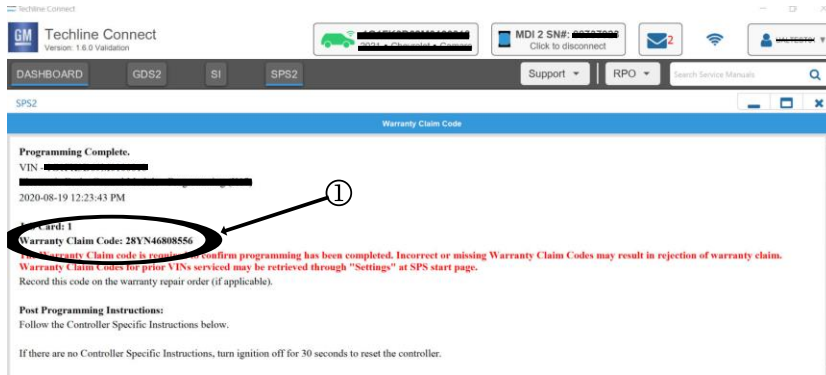 Techline Connect
GM
Techline Connect
Version: 1.6.0 Validation
2021 • Chevrolet • Camaro
MDI 2 SN#:
Click to disconnect
2
DASHBOARD GDS2 SI SPS2 Support RPO Search Service Manuals
SPS2
Warranty Claim Code
Programming Complete.
VIN -
2020-08-19 12:23:43 PM
①
Card: 1
Warranty Claim Code: 28YN46808556
The Warranty Claim code is required to confirm programming has been completed. Incorrect or missing Warranty Claim Codes may result in rejection of warranty claim.
Warranty Claim Codes for prior VINs serviced may be retrieved through "Settings" at SPS start page.
Record this code on the warranty repair order (if applicable).
Post Programming Instructions:
Follow the Controller Specific Instructions below.
If there are no Controller Specific Instructions, turn ignition off for 30 seconds to reset the controller.